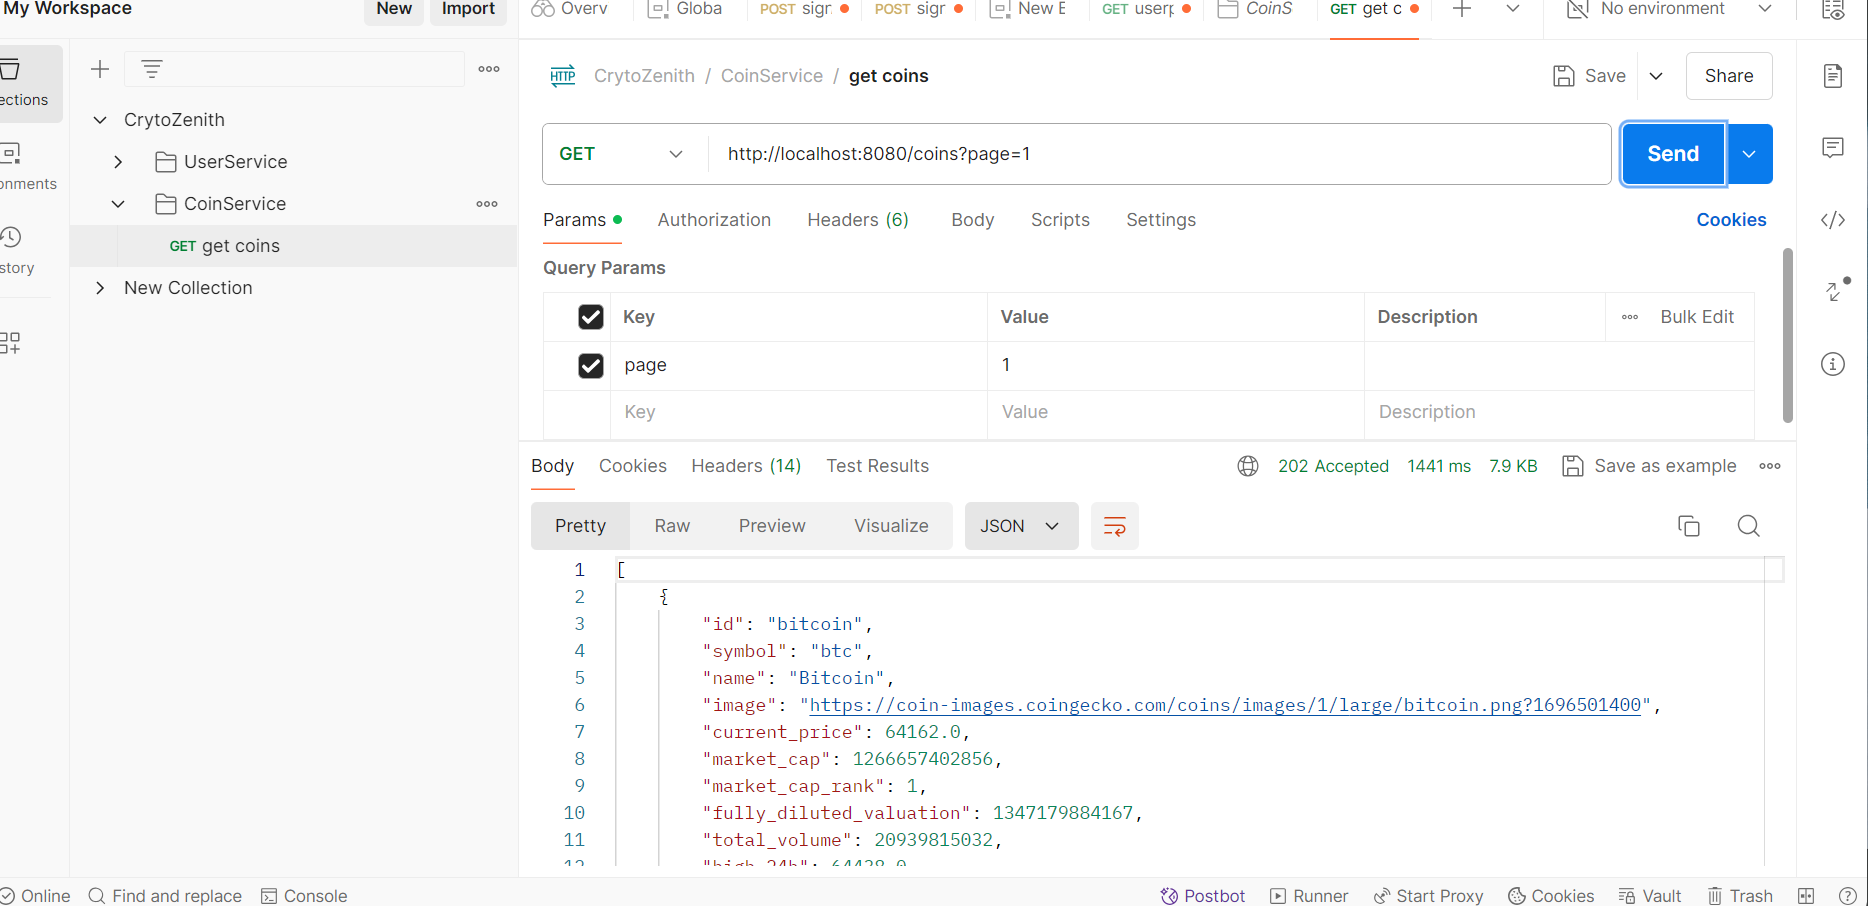 My Workspace
New
Import
Overv
Globa
POST sigr
POST sigr
New E
GET userp
CoinS
GET get c
No environment
ections
onments
story
CrytoZenith
UserService
CoinService
GET get coins
New Collection
HTTP
CrytoZenith / CoinService / get coins
Save
Share
GET
http://localhost:8080/coins?page=1
Send
Params
Authorization
Headers (6)
Body
Scripts
Settings
Cookies
Query Params
Key
Value
Description
Bulk Edit
page
1
Key
Value
Description
Body
Cookies
Headers (14)
Test Results
202 Accepted
1441 ms
7.9 KB
Save as example
Pretty
Raw
Preview
Visualize
JSON
1 [
2 {
3 "id": "bitcoin",
4 "symbol": "btc",
5 "name": "Bitcoin",
6 "image": "https://coin-images.coingecko.com/coins/images/1/large/bitcoin.png?1696501400",
7 "current_price": 64162.0,
8 "market_cap": 1266657402856,
9 "market_cap_rank": 1,
10 "fully_diluted_valuation": 1347179884167,
11 "total_volume": 20939815032,
12 "high_24h": 64438.0
Online
Find and replace
Console
Postbot
Runner
Start Proxy
Cookies
Vault
Trash